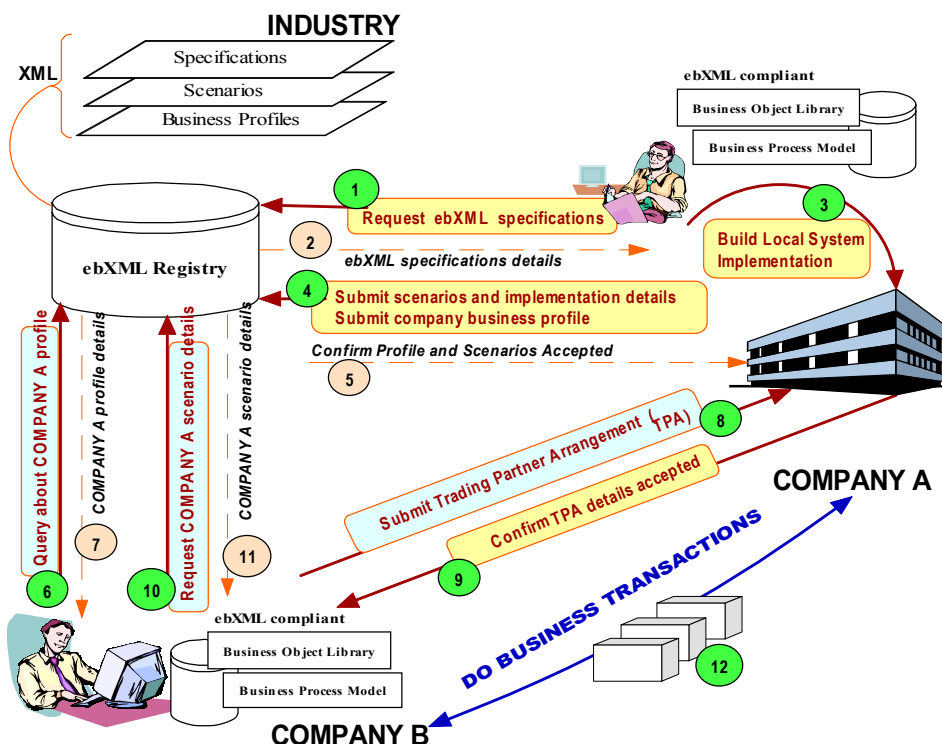 INDUSTRY
XML
Specifications
Scenarios
Business Profiles
ebXML compliant
Business Object Library
Business Process Model
1
Request ebXML specifications
2
ebXML specifications details
3
Build Local System
Implementation
ebXML Registry
4
Submit scenarios and implementation details
Submit company business profile
Confirm Profile and Scenarios Accepted
5
Query about COMPANY A profile
6
COMPANY A profile details
7
Request COMPANY A scenario details
10
COMPANY A scenario details
11
Submit Trading Partner Arrangement (TPA)
8
Confirm TPA details accepted
9
COMPANY A
DO BUSINESS TRANSACTIONS
12
ebXML compliant
Business Object Library
Business Process Model
COMPANY B